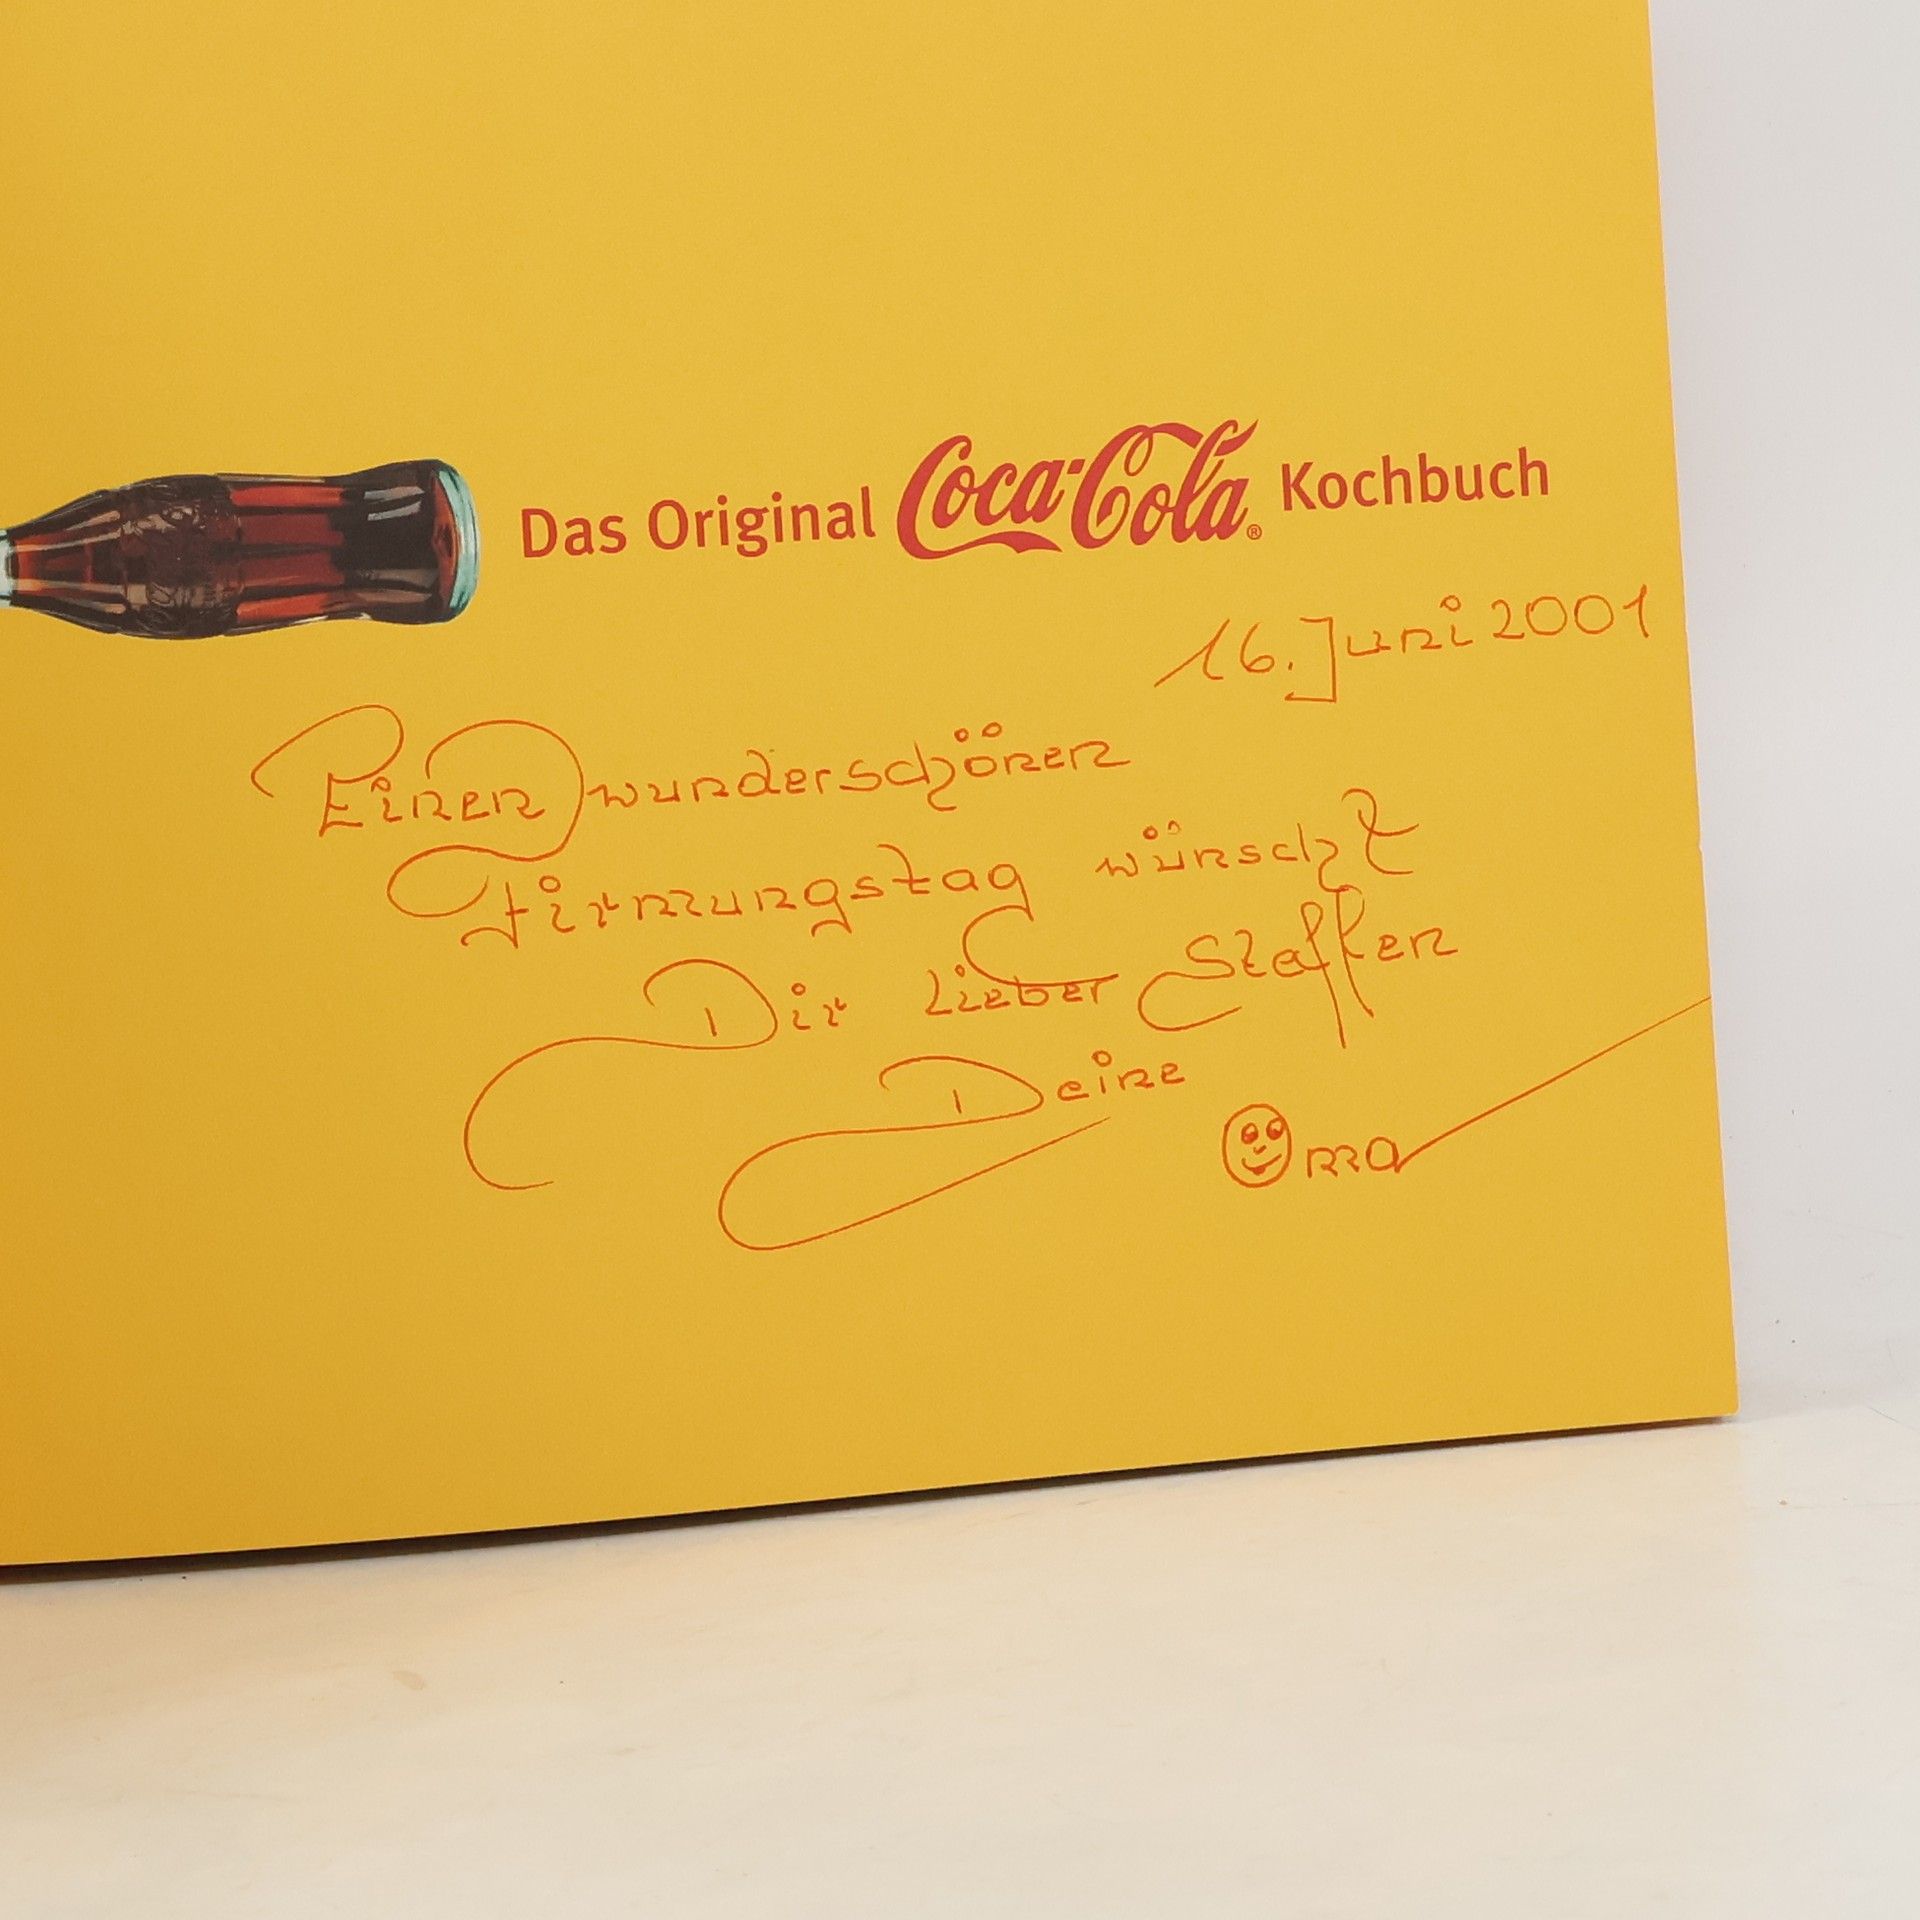 Das Original Coca-Cola® Kochbuch
16. Juni 2001
Einen wunderschönen
Firmungstag wünscht
Dir lieber Steffen
Deine
Oma